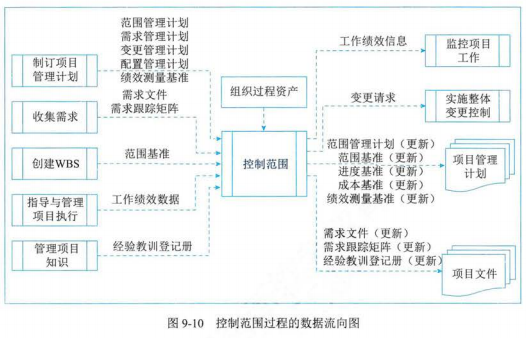 范围管理计划
需求管理计划
变更管理计划
配置管理计划
绩效测量基准
制订项目
管理计划
需求文件
需求跟踪矩阵
收集需求
范围基准
创建WBS
工作绩效数据
指导与管理
项目执行
经验教训登记册
管理项目
知识
组织过程资产
控制范围
工作绩效信息
监控项目
工作
变更请求
实施整体
变更控制
范围管理计划（更新）
范围基准（更新）
进度基准（更新）
成本基准（更新）
绩效测量基准（更新）
项目管理
计划
需求文件（更新）
需求跟踪矩阵（更新）
经验教训登记册（更新）
项目文件
图 9-10 控制范围过程的数据流向图